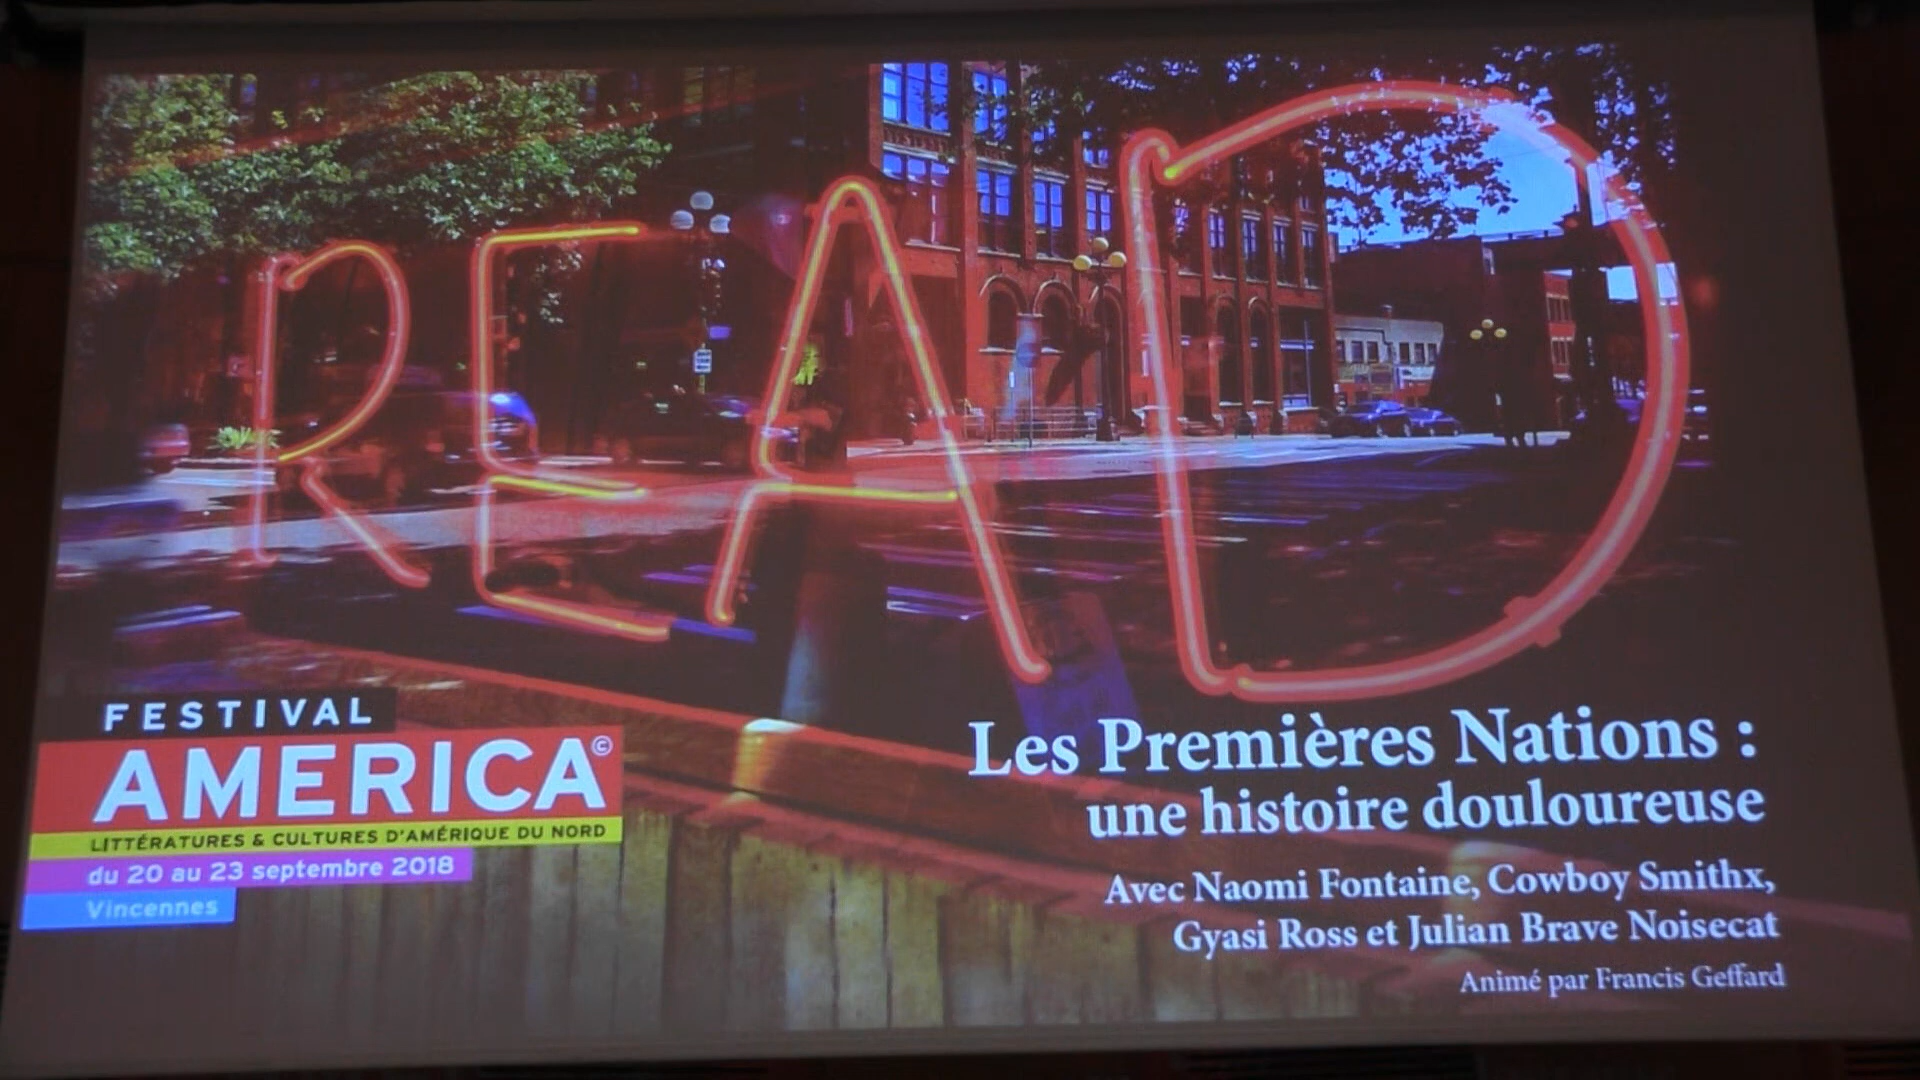 READ
FESTIVAL
AMERICA©
LITTÉRATURES & CULTURES D'AMÉRIQUE DU NORD
du 20 au 23 septembre 2018
Vincennes
Les Premières Nations :
une histoire douloureuse
Avec Naomi Fontaine, Cowboy Smithx,
Gyasi Ross et Julian Brave Noisecat
Animé par Francis Geffard